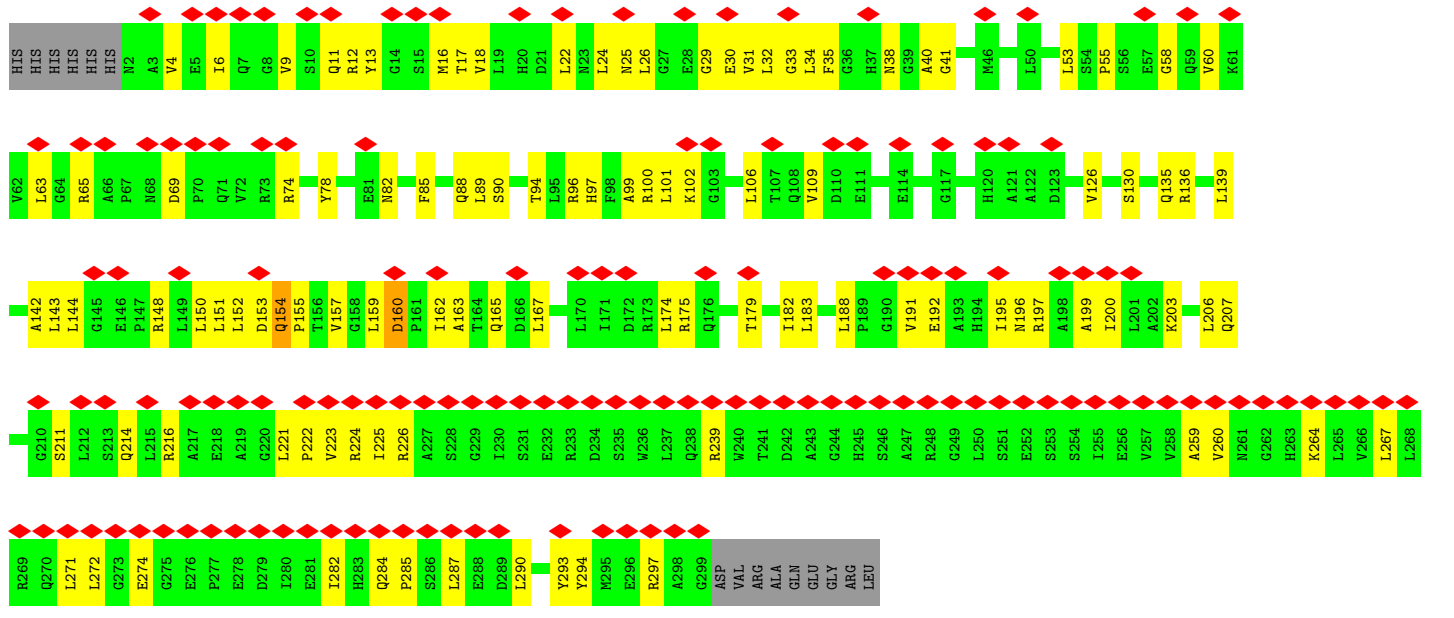 HIS HIS HIS HIS HIS HIS N2 A3 V4 E5 I6 Q7 G8 V9 S10 Q11 R12 Y13 G14 S15 M16 T17 V18 L19 H20 D21 L22 N23 L24 N25 L26 G27 E28 G29 E30 V31 L32 G33 L34 F35 G36 H37 N38 G39 A40 G41 M46 L50 L53 S54 P55 S56 E57 G58 Q59 V60 K61
V62 L63 G64 R65 A66 P67 N68 D69 P70 Q71 V72 R73 R74 Y78 E81 N82 F85 Q88 L89 S90 T94 L95 R96 H97 F98 A99 R100 L101 K102 G103 L106 T107 Q108 V109 D110 E111 E114 G117 H120 A121 A122 D123 V126 S130 Q135 R136 L139
A142 L143 L144 G145 E146 P147 R148 L149 L150 L151 L152 D153 Q154 P155 T156 V157 G158 L159 D160 P161 I162 A163 T164 Q165 D166 L167 L170 I171 D172 R173 L174 R175 Q176 T179 I182 L183 L188 P189 G190 V191 E192 A193 H194 I195 N196 R197 A198 A199 I200 L201 A202 K203 L206 Q207
G210 S211 L212 S213 Q214 L215 R216 A217 E218 A219 G220 L221 P222 V223 R224 I225 R226 A227 S228 G229 I230 S231 E232 R233 D234 S235 W236 L237 Q238 R239 W240 T241 D242 A243 G244 H245 S246 A247 R248 G249 L250 S251 E252 S253 S254 I255 E256 V257 V258 A259 V260 N261 G262 H263 K264 L265 V266 L267 L268
R269 Q270 L271 L272 G273 E274 G275 E276 P277 E278 D279 I280 E281 I282 H283 Q284 P285 S286 L287 E288 D289 L290 Y293 Y294 M295 E296 R297 A298 G299 ASP VAL ARG ALA GLN GLU GLY ARG LEU